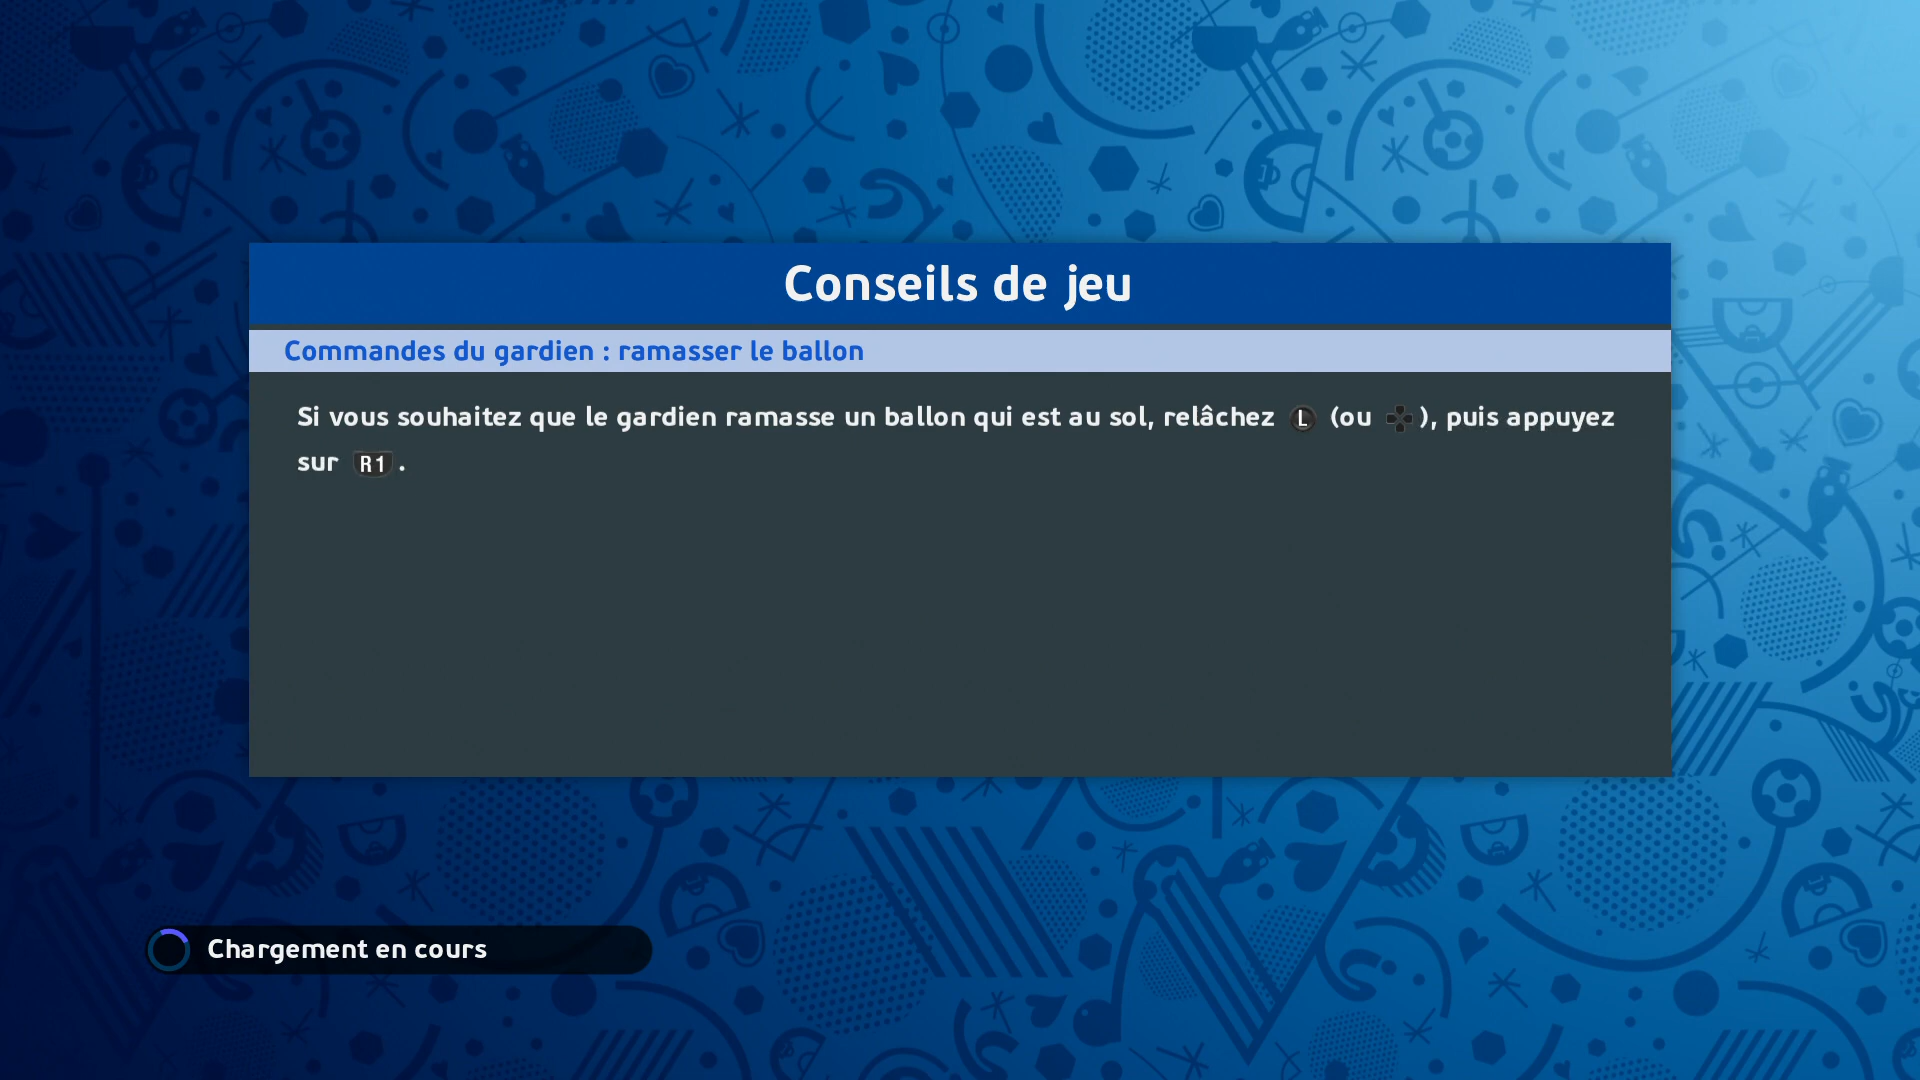 Conseils de jeu
Commandes du gardien : ramasser le ballon
Si vous souhaitez que le gardien ramasse un ballon qui est au sol, relâchez L (ou ), puis appuyez
sur R1 .
Chargement en cours